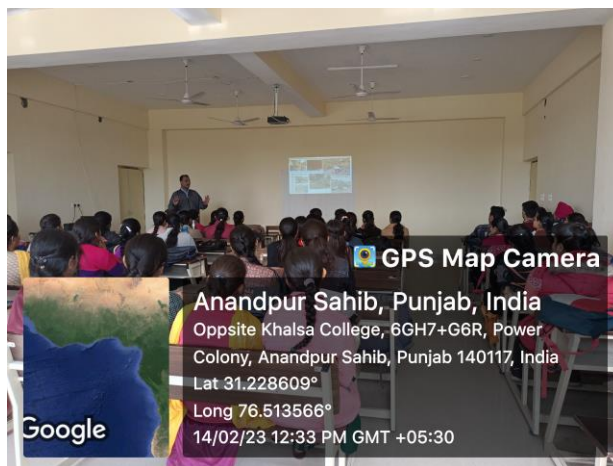 GPS Map Camera
Anandpur Sahib, Punjab, India
Oppsite Khalsa College, 6GH7+G6R, Power
Colony, Anandpur Sahib, Punjab 140117, India
Lat 31.228609°
Long 76.513566°
14/02/23 12:33 PM GMT +05:30
Google